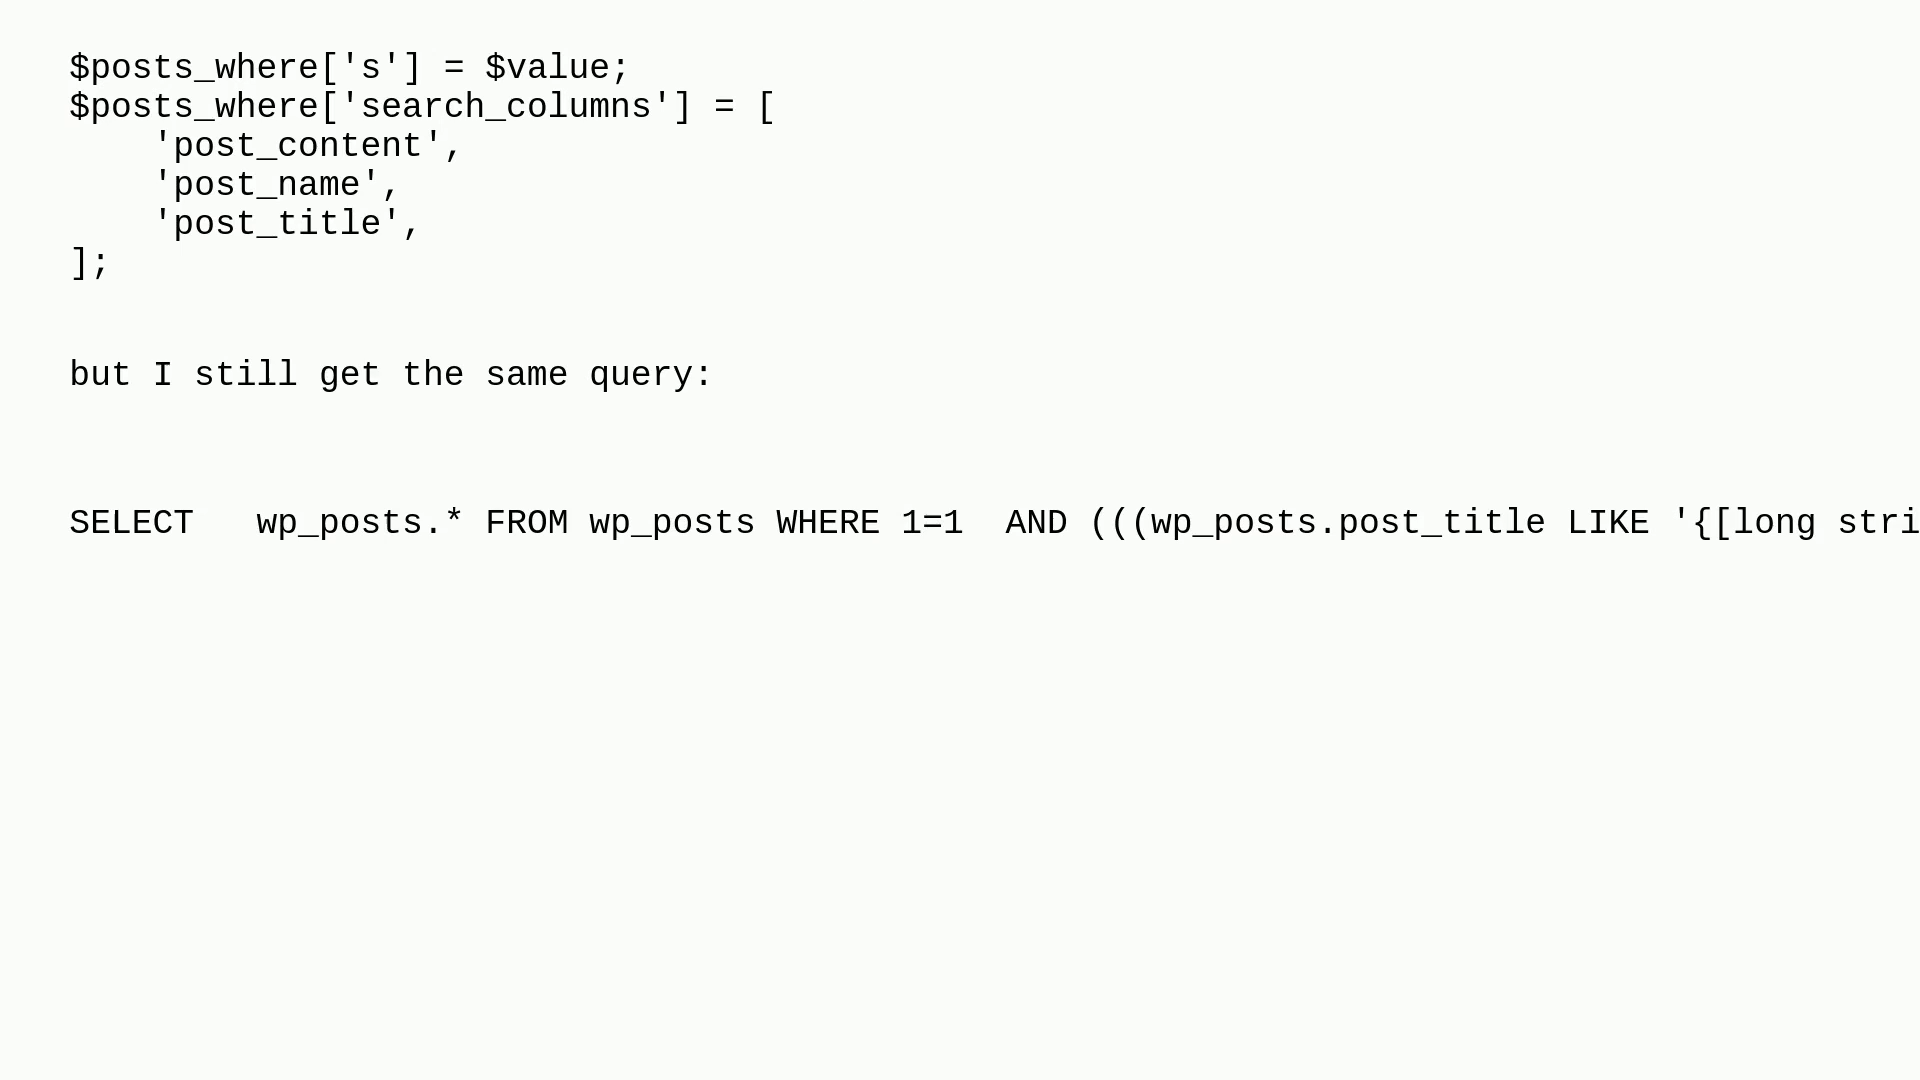 $posts_where['s'] = $value;
$posts_where['search_columns'] = [
    'post_content',
    'post_name',
    'post_title',
];
but I still get the same query:
SELECT   wp_posts.* FROM wp_posts WHERE 1=1  AND (((wp_posts.post_title LIKE '{[long stri